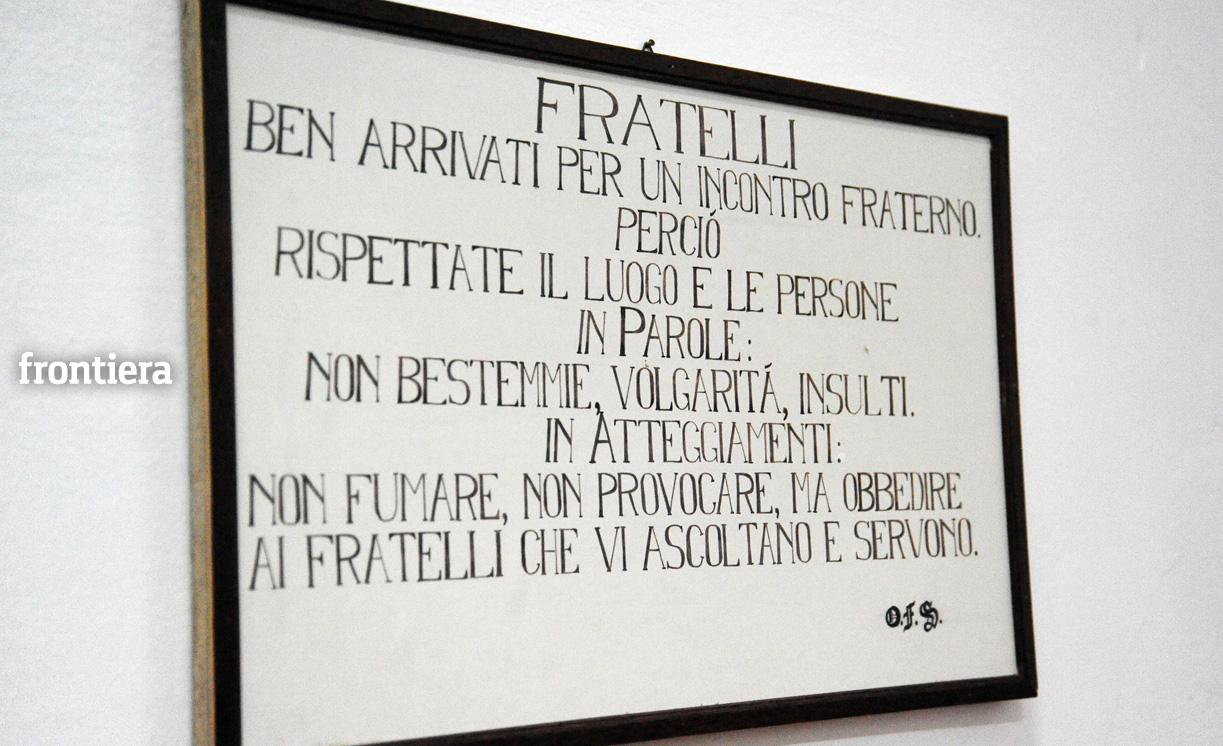 FRATELLI
BEN ARRIVATI PER UN INCONTRO FRATERNO.
PERCIÓ
RISPETTATE IL LUOGO E LE PERSONE
IN PAROLE:
NON BESTEMMIE, VOLGARITÁ, INSULTI.
IN ATTEGGIAMENTI:
NON FUMARE, NON PROVOCARE, MA OBBEDIRE
AI FRATELLI CHE VI ASCOLTANO E SERVONO.
O.F.S.
frontiera